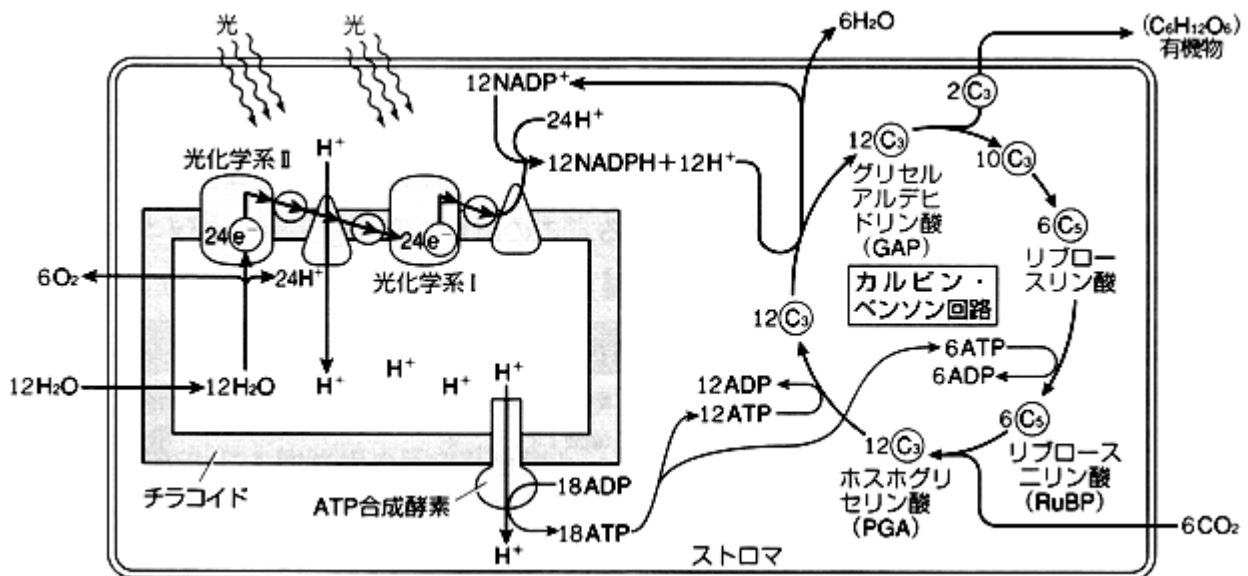 光
光
6H₂O
(C₆H₁₂O₆)
有機物
12NADP⁺
24H⁺
2C₃
光化学系Ⅱ
H⁺
12NADPH+12H⁺
12C₃
10C₃
グリセル
アルデヒ
ドリン酸
(GAP)
6C₅
リブロー
スリン酸
24e⁻
24e⁻
6O₂
24H⁺
光化学系Ⅰ
カルビン・
ベンソン回路
12C₃
6ATP
6ADP
12H₂O
12H₂O
H⁺
H⁺
H⁺
H⁺
12ADP
12ATP
6C₅
リブロース
ニリン酸
(RuBP)
12C₃
ホスホグリ
セリン酸
(PGA)
チラコイド
ATP合成酵素
18ADP
18ATP
H⁺
ストロマ
6CO₂